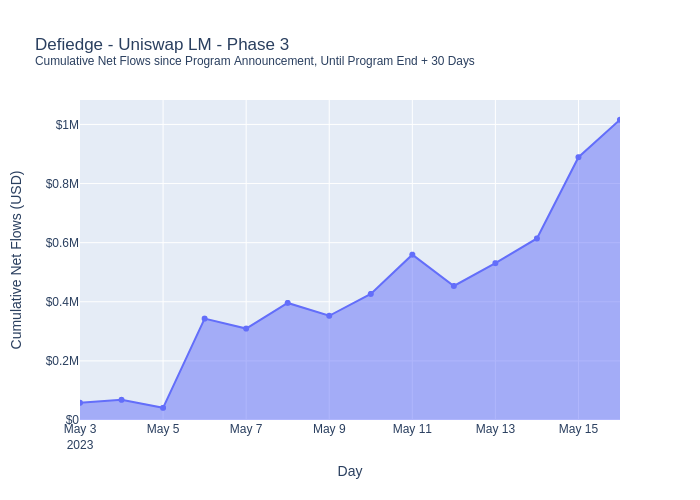 Defiedge - Uniswap LM - Phase 3
Cumulative Net Flows since Program Announcement, Until Program End + 30 Days
Cumulative Net Flows (USD)
$1M
$0.8M
$0.6M
$0.4M
$0.2M
$0
May 3 May 5 May 7 May 9 May 11 May 13 May 15
2023
Day